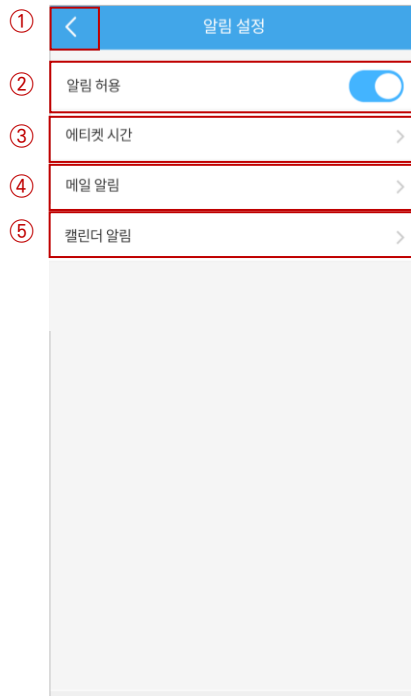 ① 알림 설정
② 알림 허용
③ 에티켓 시간
④ 메일 알림
⑤ 캘린더 알림